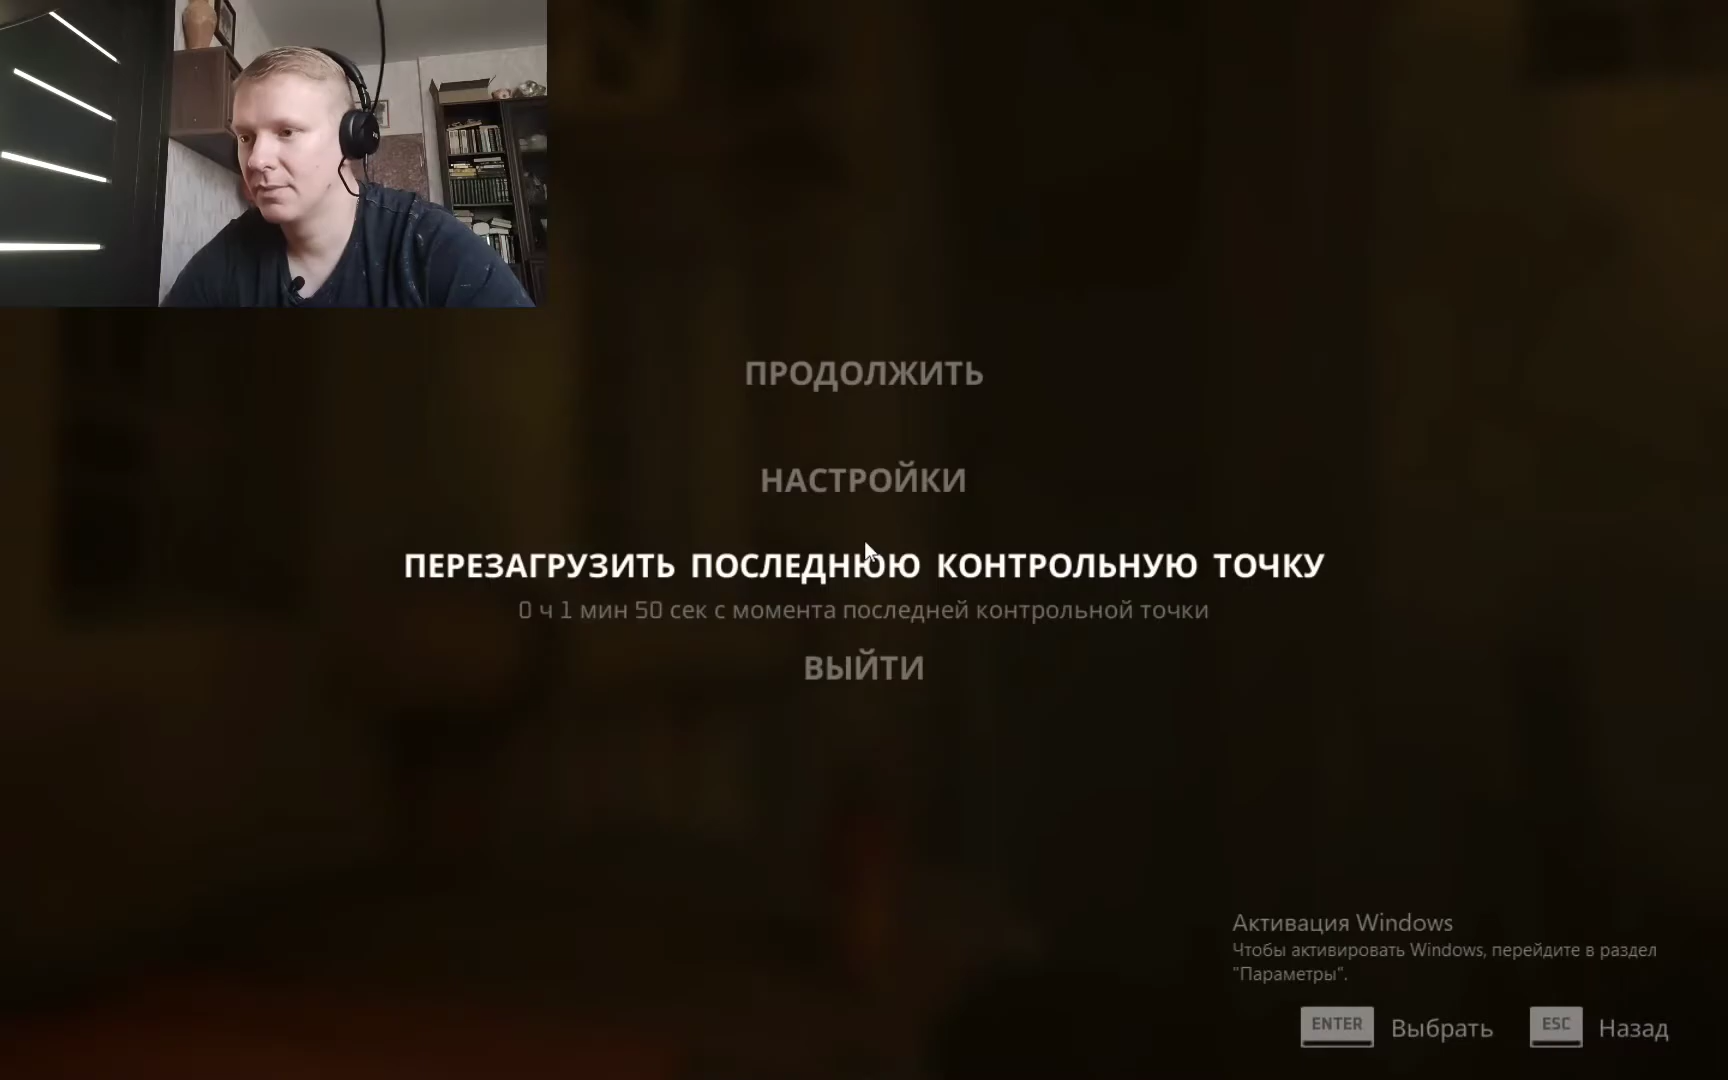 ПРОДОЛЖИТЬ
НАСТРОЙКИ
ПЕРЕЗАГРУЗИТЬ ПОСЛЕДНЮЮ КОНТРОЛЬНУЮ ТОЧКУ
0 ч 1 мин 50 сек с момента последней контрольной точки
ВЫЙТИ
Активация Windows
Чтобы активировать Windows, перейдите в раздел
"Параметры".
ENTER Выбрать ESC Назад